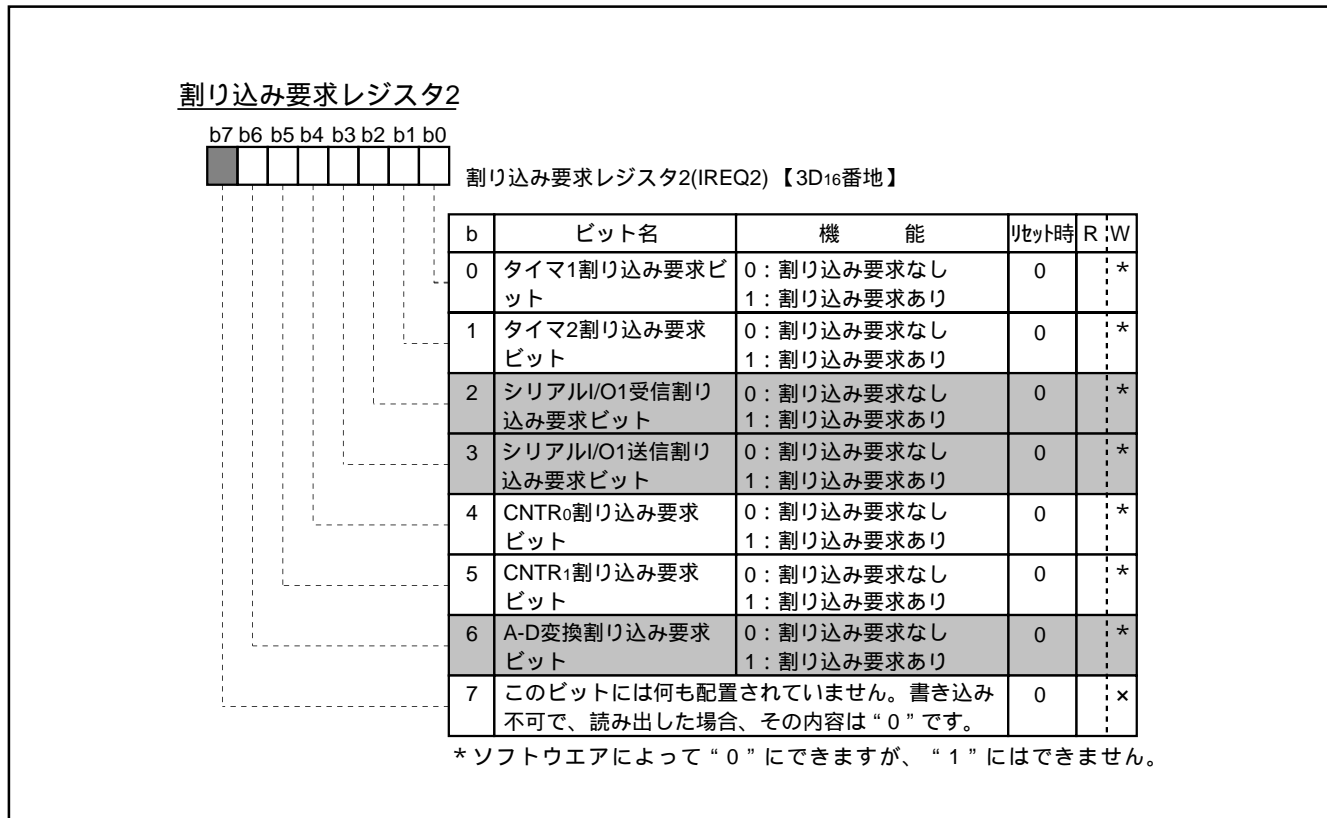 割り込み要求レジスタ2
b7 b6 b5 b4 b3 b2 b1 b0
割り込み要求レジスタ2(IREQ2)【3D16番地】
b ビット名 機 能 リセット時 R W
0 タイマ1割り込み要求ビ 0：割り込み要求なし 0 *
ット 1：割り込み要求あり
1 タイマ2割り込み要求 0：割り込み要求なし 0 *
ビット 1：割り込み要求あり
2 シリアルI/O1受信割り 0：割り込み要求なし 0 *
込み要求ビット 1：割り込み要求あり
3 シリアルI/O1送信割り 0：割り込み要求なし 0 *
込み要求ビット 1：割り込み要求あり
4 CNTR0割り込み要求 0：割り込み要求なし 0 *
ビット 1：割り込み要求あり
5 CNTR1割り込み要求 0：割り込み要求なし 0 *
ビット 1：割り込み要求あり
6 A-D変換割り込み要求 0：割り込み要求なし 0 *
ビット 1：割り込み要求あり
7 このビットには何も配置されていません。書き込み 0 ×
不可で、読み出した場合、その内容は“0”です。
*ソフトウエアによって“0”にできますが、“1”にはできません。